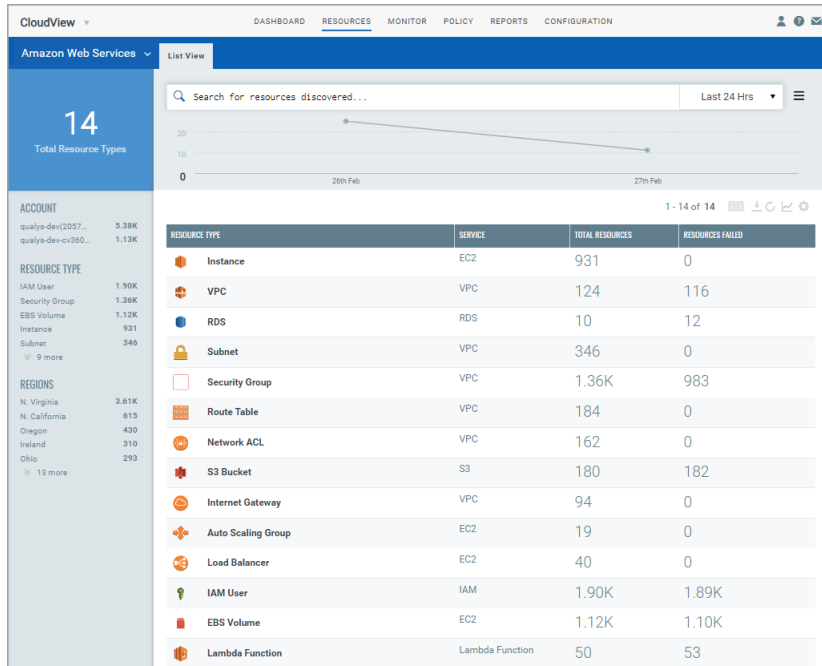 CloudView
DASHBOARD RESOURCES MONITOR POLICY REPORTS CONFIGURATION
Amazon Web Services
List View
14
Total Resource Types
Search for resources discovered...
Last 24 Hrs
20
10
0
26th Feb 27th Feb
1 - 14 of 14
ACCOUNT
qualys-dev(2057... 5.38K
qualys-dev-cv360... 1.13K
RESOURCE TYPE
IAM User 1.90K
Security Group 1.36K
EBS Volume 1.12K
Instance 931
Subnet 346
9 more
REGIONS
N. Virginia 3.61K
N. California 615
Oregon 430
Ireland 310
Ohio 293
13 more
RESOURCE TYPE SERVICE TOTAL RESOURCES RESOURCES FAILED
Instance EC2 931 0
VPC VPC 124 116
RDS RDS 10 12
Subnet VPC 346 0
Security Group VPC 1.36K 983
Route Table VPC 184 0
Network ACL VPC 162 0
S3 Bucket S3 180 182
Internet Gateway VPC 94 0
Auto Scaling Group EC2 19 0
Load Balancer EC2 40 0
IAM User IAM 1.90K 1.89K
EBS Volume EC2 1.12K 1.10K
Lambda Function Lambda Function 50 53